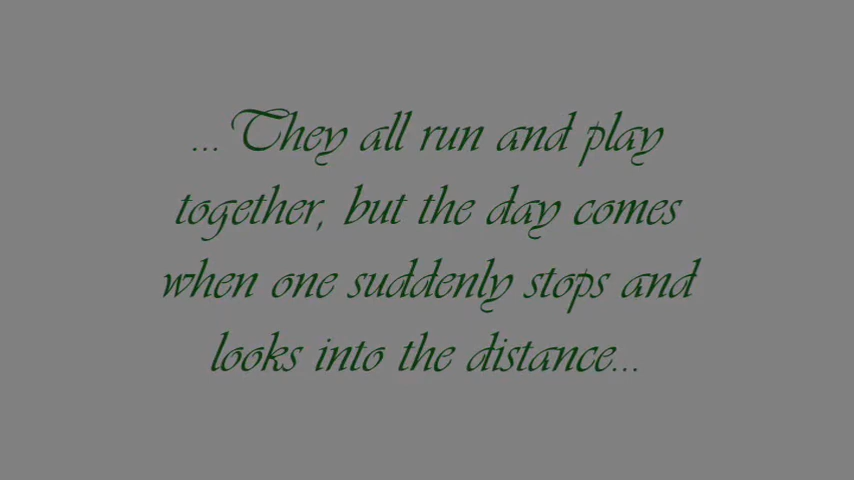 ... They all run and play
together, but the day comes
when one suddenly stops and
looks into the distance...